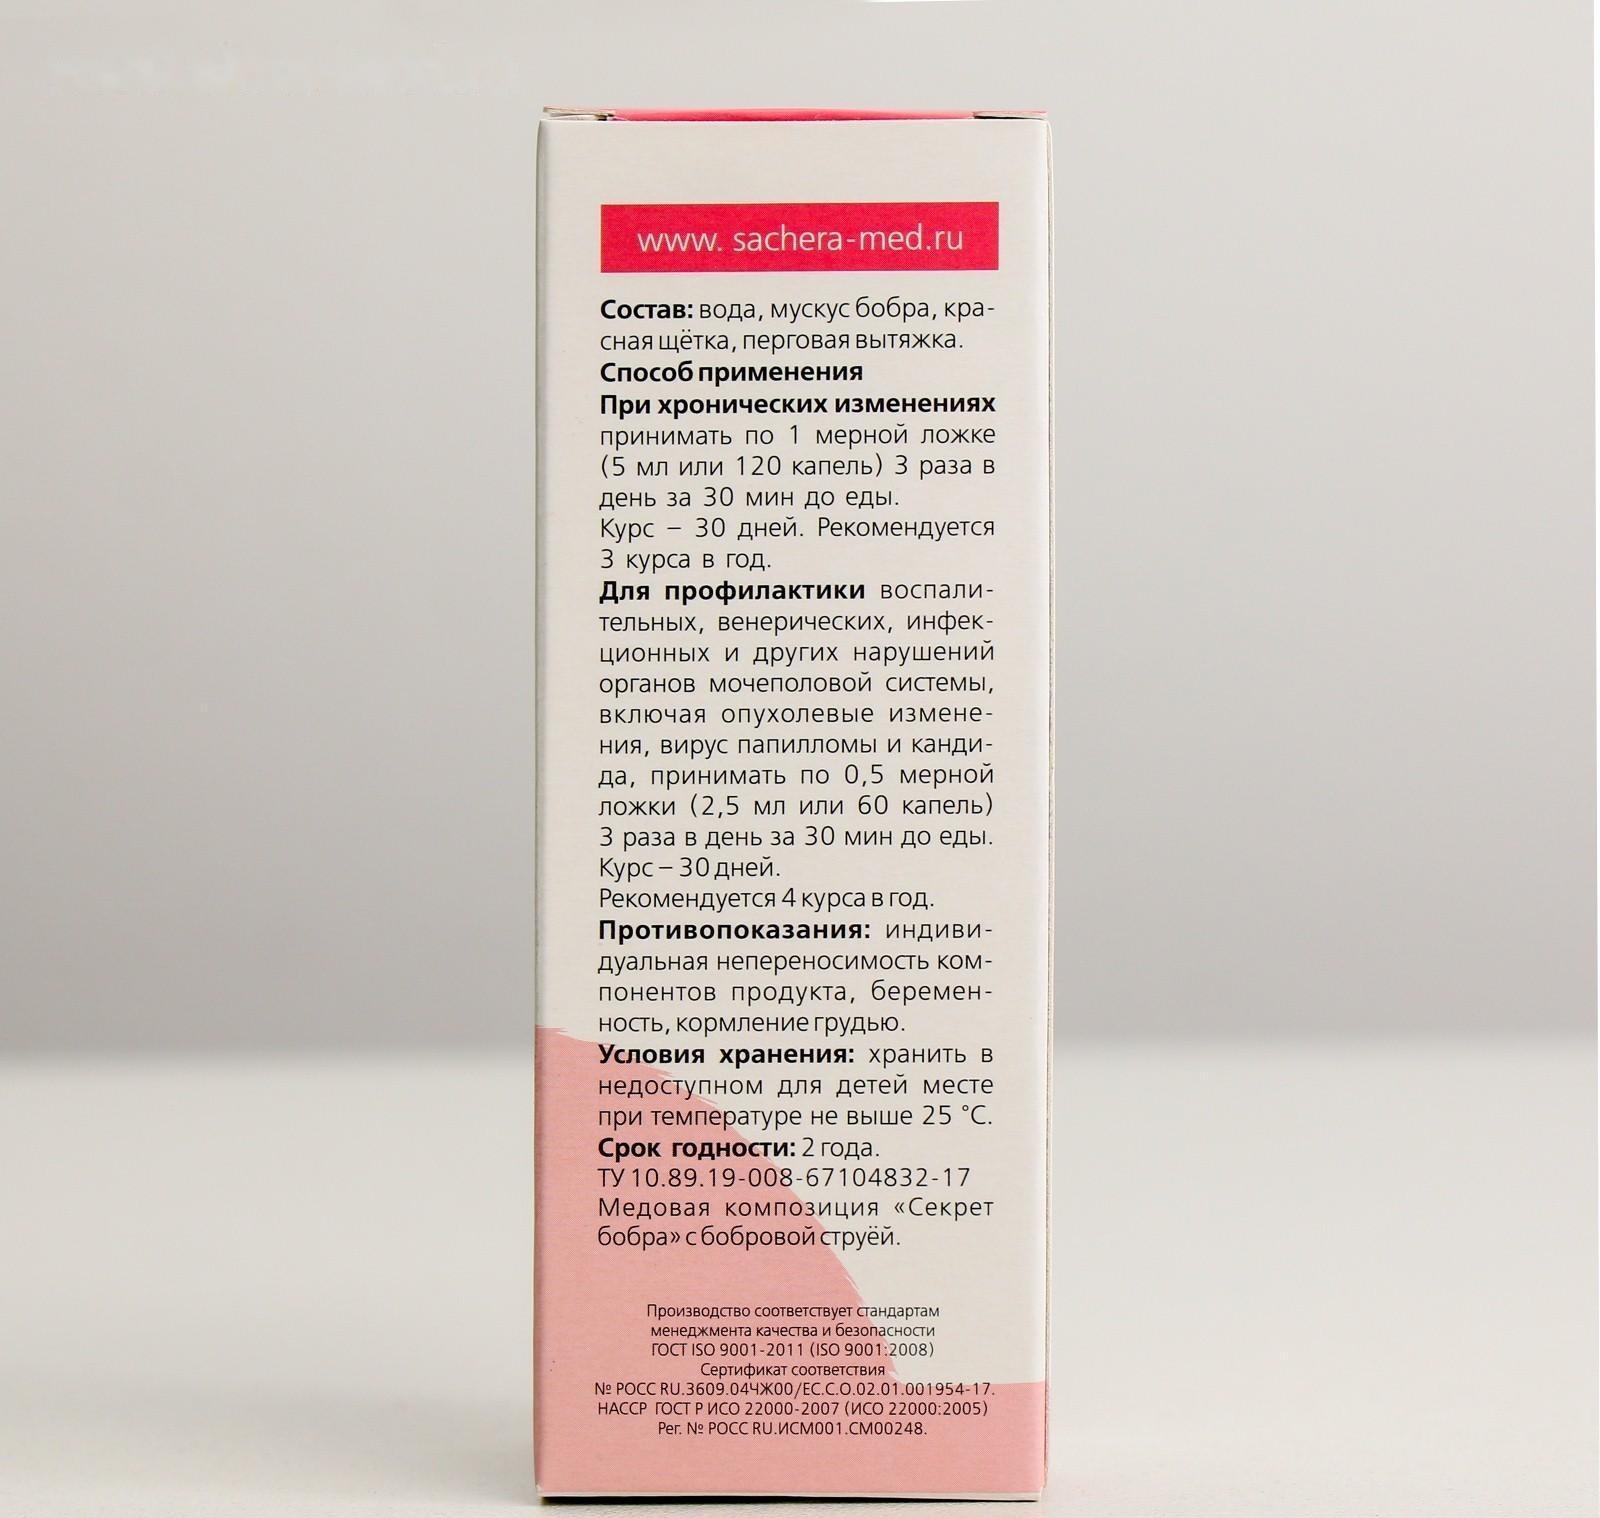 www. sachera-med.ru
Состав: вода, мускус бобра, кра-
сная щётка, перговая вытяжка.
Способ применения
При хронических изменениях
принимать по 1 мерной ложке
(5 мл или 120 капель) 3 раза в
день за 30 мин до еды.
Курс – 30 дней. Рекомендуется
3 курса в год.
Для профилактики воспали-
тельных, венерических, инфек-
ционных и других нарушений
органов мочеполовой системы,
включая опухолевые измене-
ния, вирус папилломы и канди-
да, принимать по 0,5 мерной
ложки (2,5 мл или 60 капель)
3 раза в день за 30 мин до еды.
Курс – 30 дней.
Рекомендуется 4 курса в год.
Противопоказания: индиви-
дуальная непереносимость ком-
понентов продукта, беремен-
ность, кормление грудью.
Условия хранения: хранить в
недоступном для детей месте
при температуре не выше 25 °C.
Срок годности: 2 года.
ТУ 10.89.19-008-67104832-17
Медовая композиция «Секрет
бобра» с бобровой струёй.
Производство соответствует стандартам
менеджмента качества и безопасности
ГОСТ ISO 9001-2011 (ISO 9001:2008)
Сертификат соответствия
№ РОСС RU.3609.04ЧЖ00/ЕС.С.О.02.01.001954-17.
НАССР ГОСТ Р ИСО 22000-2007 (ИСО 22000:2005)
Рег. № РОСС RU.ИСМ001.СМ00248.